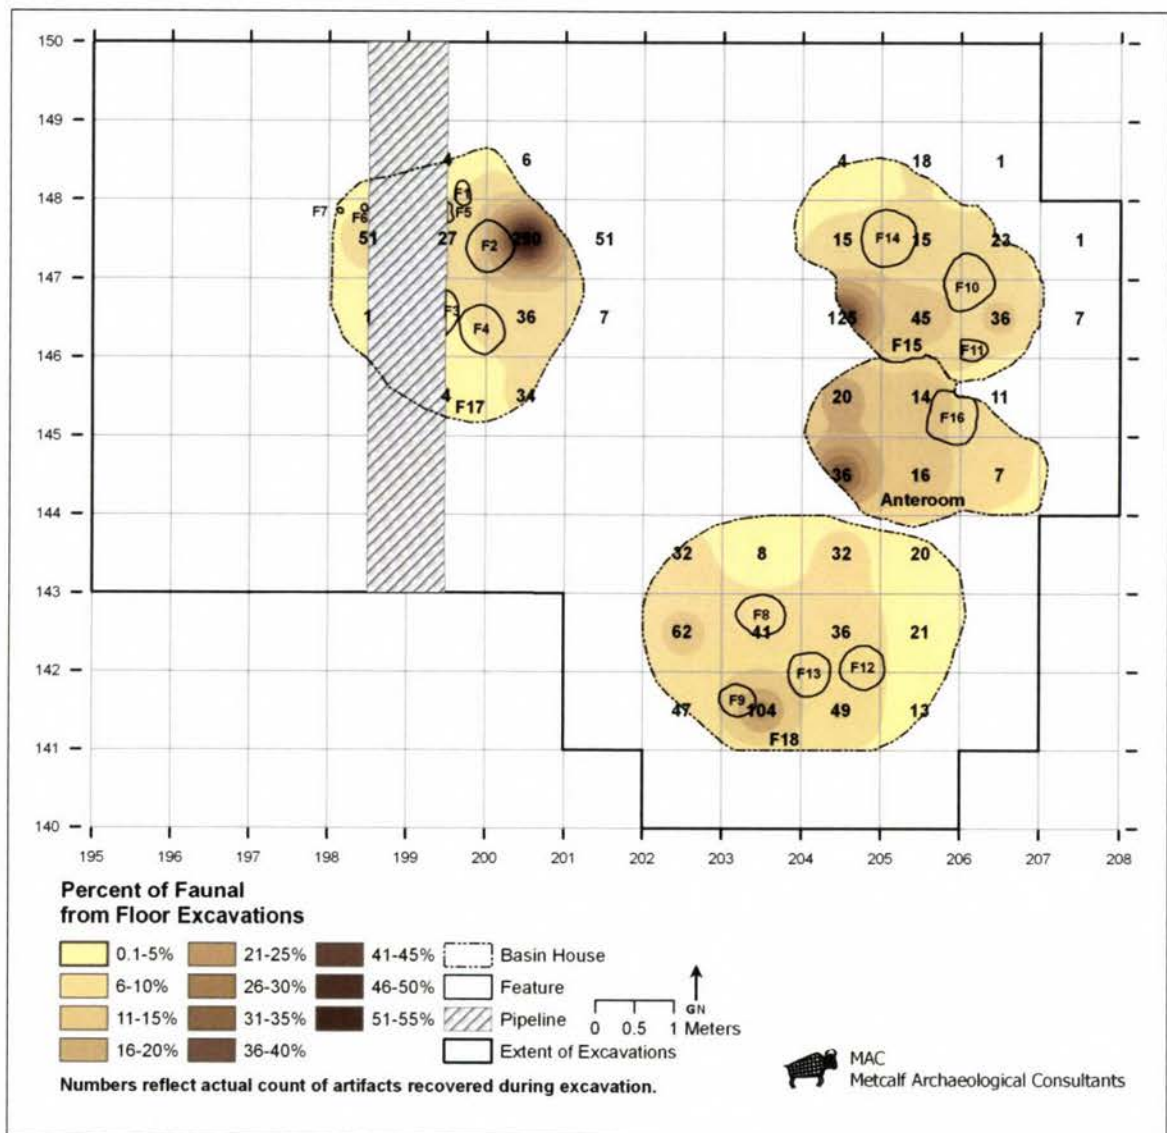 150
149
4 6 4 18 1
148
F1
F7 F6 F5
51 27 F2 51 15 F14 15 23 1
147
F10
1 F3 F4 36 7 125 45 36 7
F15 F11
146
4 F17 34 20 14 11
F16
145
36 16 7
Anteroom
144
32 8 32 20
143
F8
62 41 36 21
142
F13 F12
F9
47 104 49 13
F18
141
140
195 196 197 198 199 200 201 202 203 204 205 206 207 208
Percent of Faunal
from Floor Excavations
0.1-5% 21-25% 41-45% Basin House
6-10% 26-30% 46-50% Feature
11-15% 31-35% 51-55% Pipeline
16-20% 36-40% Extent of Excavations
GN
0 0.5 1 Meters
Numbers reflect actual count of artifacts recovered during excavation.
MAC
Metcalf Archaeological Consultants